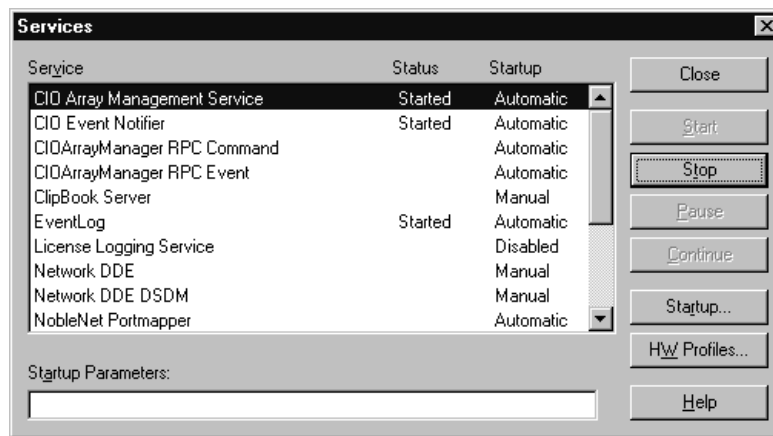 Services
Service Status Startup
CIO Array Management Service Started Automatic
CIO Event Notifier Started Automatic
CIOArrayManager RPC Command Automatic
CIOArrayManager RPC Event Automatic
ClipBook Server Manual
EventLog Started Automatic
License Logging Service Disabled
Network DDE Manual
Network DDE DSDM Manual
NobleNet Portmapper Automatic
Startup Parameters:
Close
Start
Stop
Pause
Continue
Startup...
HW Profiles...
Help